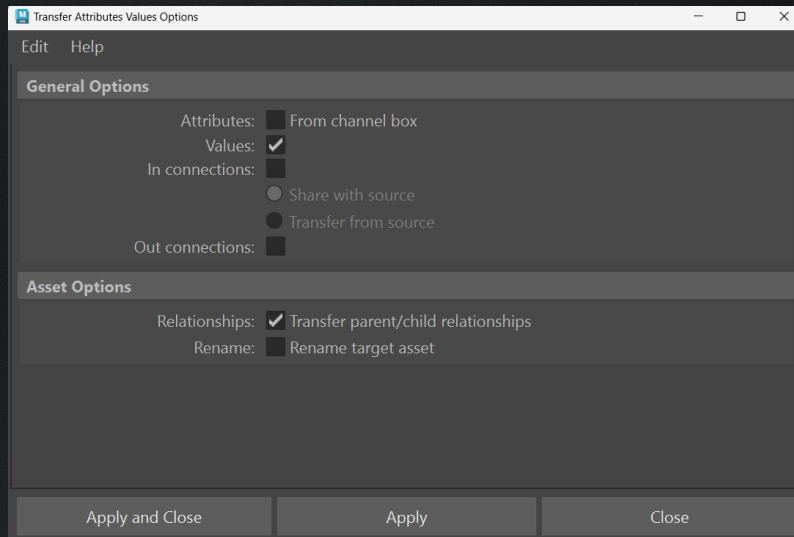 Transfer Attributes Values Options
Edit Help
General Options
Attributes: From channel box
Values:
In connections:
Share with source
Transfer from source
Out connections:
Asset Options
Relationships: Transfer parent/child relationships
Rename: Rename target asset
Apply and Close Apply Close